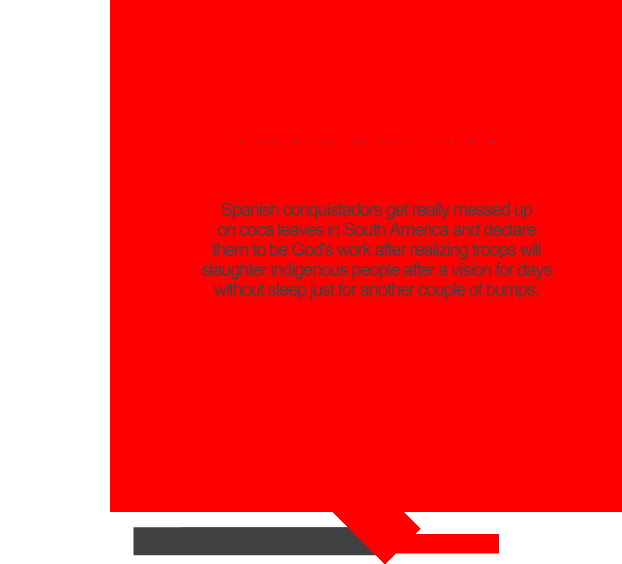 Spanish conquistadors get really messed up
on coca leaves in South America and declare
them to be God's work after realizing troops will
slaughter indigenous people after a vision for days
without sleep just for another couple of bumps.